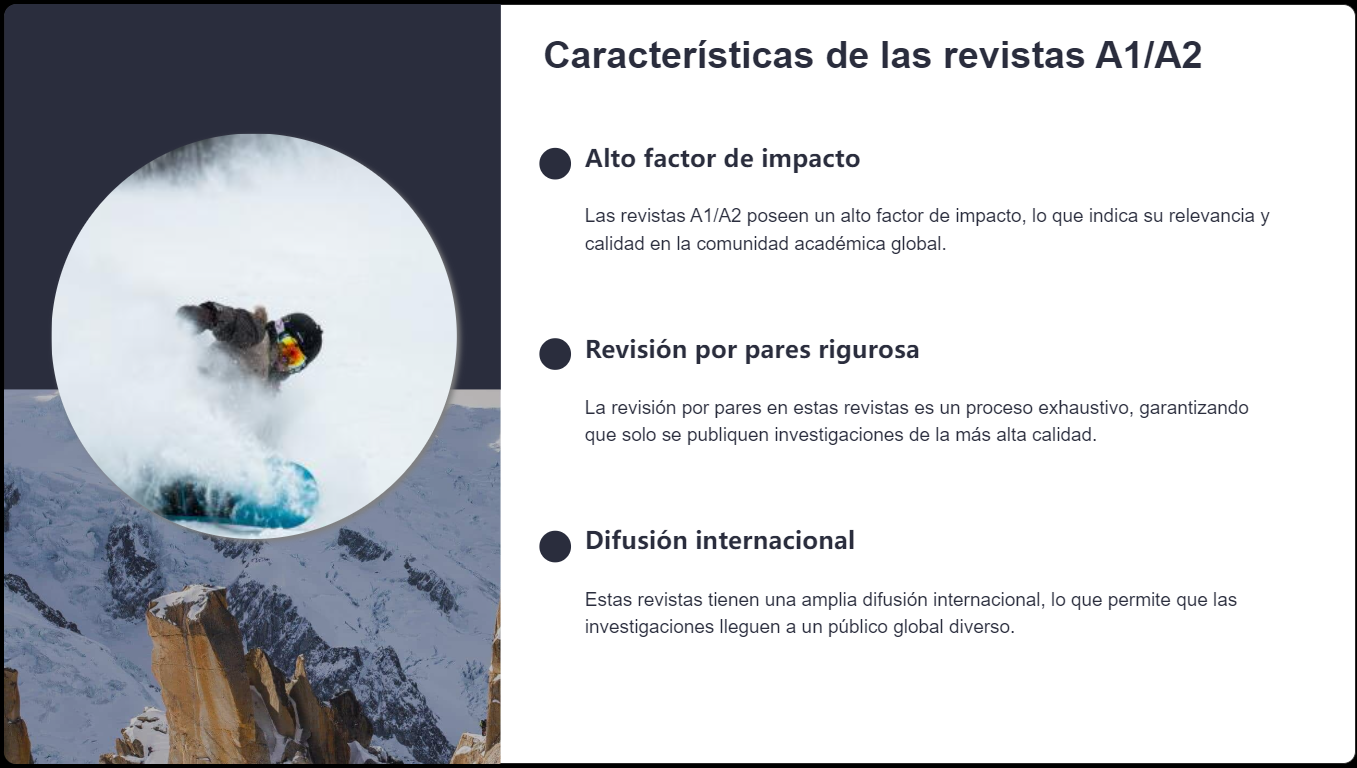 Características de las revistas A1/A2
Alto factor de impacto
Las revistas A1/A2 poseen un alto factor de impacto, lo que indica su relevancia y
calidad en la comunidad académica global.
Revisión por pares rigurosa
La revisión por pares en estas revistas es un proceso exhaustivo, garantizando
que solo se publiquen investigaciones de la más alta calidad.
Difusión internacional
Estas revistas tienen una amplia difusión internacional, lo que permite que las
investigaciones lleguen a un público global diverso.